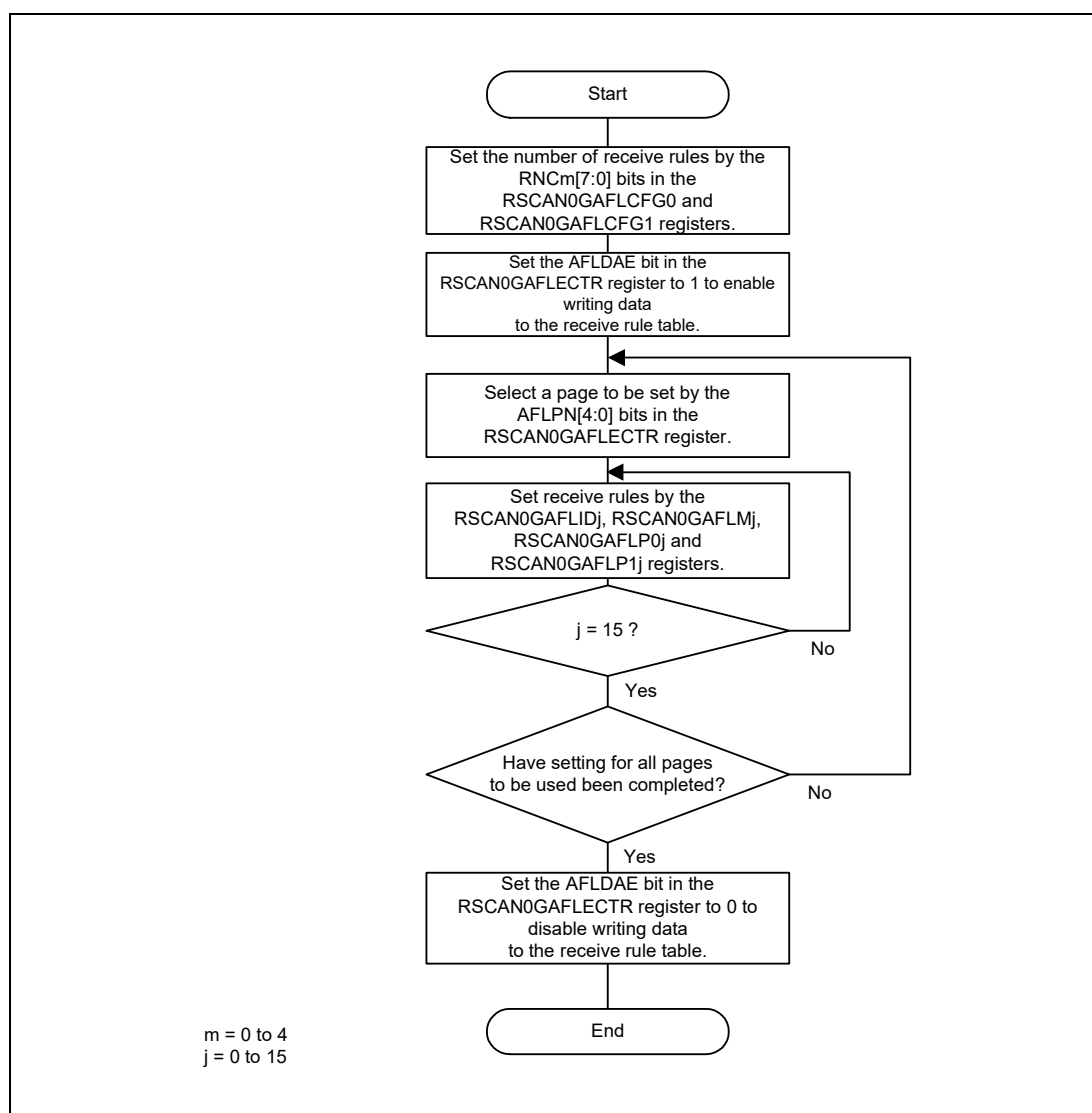 Start
Set the number of receive rules by the
RNCm[7:0] bits in the
RSCAN0GAFLCFG0 and
RSCAN0GAFLCFG1 registers.
Set the AFLDAE bit in the
RSCAN0GAFLECTR register to 1 to enable
writing data
to the receive rule table.
Select a page to be set by the
AFLPN[4:0] bits in the
RSCAN0GAFLECTR register.
Set receive rules by the
RSCAN0GAFLIDj, RSCAN0GAFLMj,
RSCAN0GAFLP0j and
RSCAN0GAFLP1j registers.
j = 15 ?
No
Yes
Have setting for all pages
to be used been completed?
No
Yes
Set the AFLDAE bit in the
RSCAN0GAFLECTR register to 0 to
disable writing data
to the receive rule table.
End
m = 0 to 4
j = 0 to 15